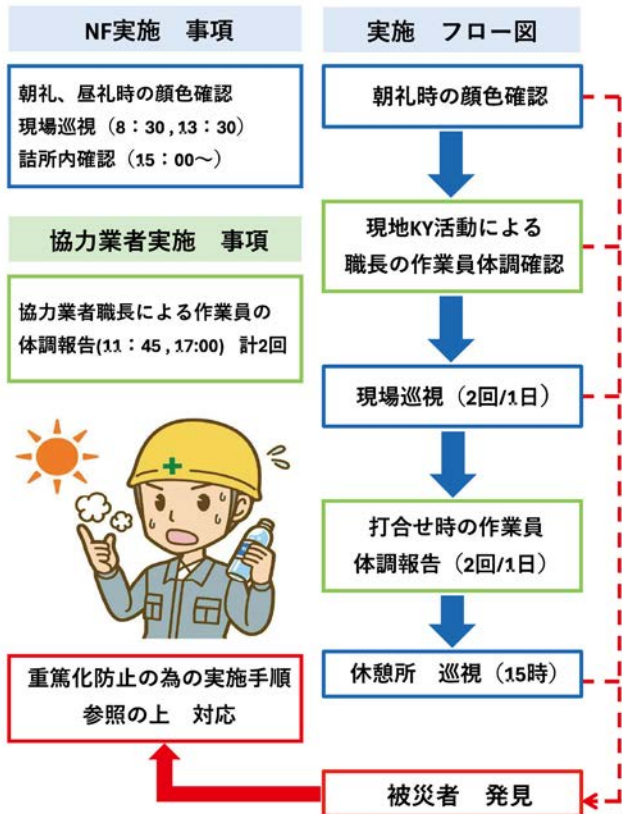 NF実施　事項
朝礼、昼礼時の顔色確認
現場巡視（8：30 , 13：30）
詰所内確認（15：00〜）
協力業者実施　事項
協力業者職長による作業員の
体調報告(11：45 , 17:00)　計2回
重篤化防止の為の実施手順
参照の上　対応
実施　フロー図
朝礼時の顔色確認
現地KY活動による
職長の作業員体調確認
現場巡視（2回/1日）
打合せ時の作業員
体調報告（2回/1日）
休憩所　巡視（15時）
被災者　発見